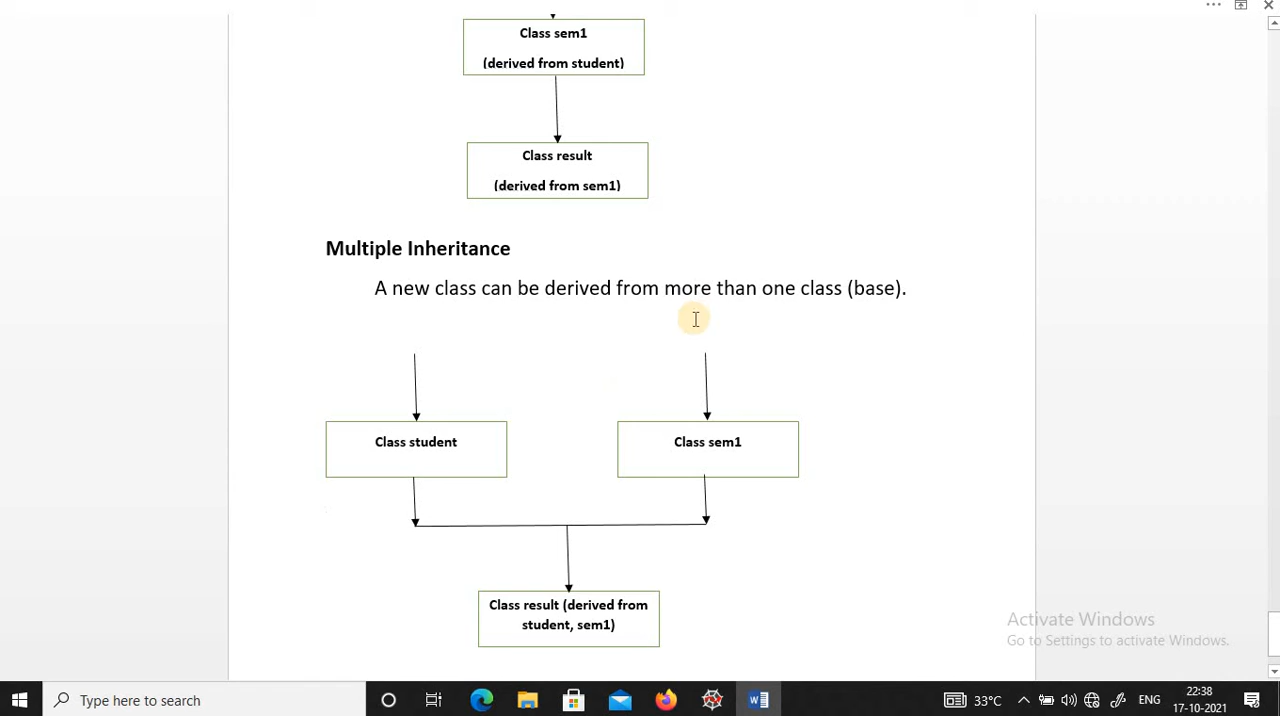 Class sem1
(derived from student)
Class result
(derived from sem1)
Multiple Inheritance
A new class can be derived from more than one class (base).
Class student
Class sem1
Class result (derived from
student, sem1)
Activate Windows
Go to Settings to activate Windows.
Type here to search
33°C
ENG
22:38
17-10-2021